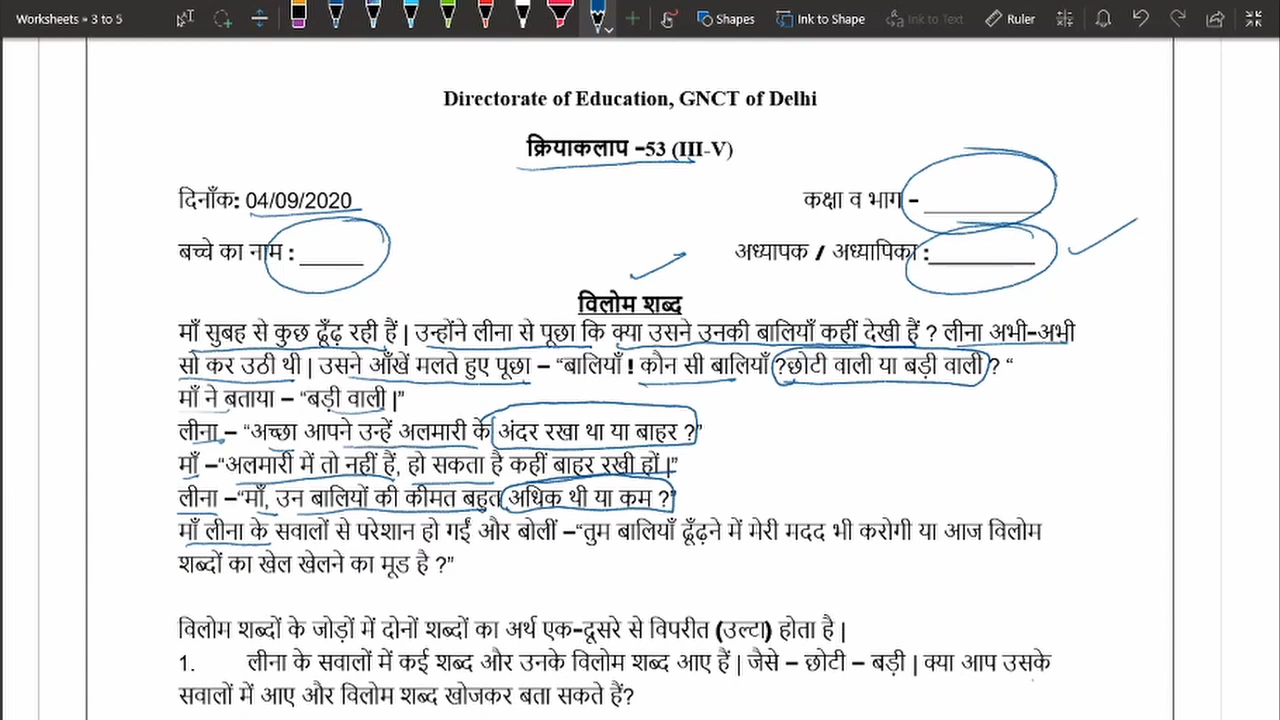 Worksheets = 3 to 5
Shapes
Ink to Shape
Ink to Text
Ruler
Directorate of Education, GNCT of Delhi
क्रियाकलाप -53 (III-V)
दिनाँक: 04/09/2020 कक्षा व भाग - __________
बच्चे का नाम : _____ अध्यापक / अध्यापिका :_________
विलोम शब्द
माँ सुबह से कुछ ढूँढ़ रही हैं | उन्होंने लीना से पूछा कि क्या उसने उनकी बालियाँ कहीं देखी हैं ? लीना अभी-अभी
सो कर उठी थी | उसने आँखें मलते हुए पूछा – “बालियाँ ! कौन सी बालियाँ ?छोटी वाली या बड़ी वाली ? “
माँ ने बताया – “बड़ी वाली |”
लीना – “अच्छा आपने उन्हें अलमारी के अंदर रखा था या बाहर ?”
माँ –“अलमारी में तो नहीं हैं, हो सकता है कहीं बाहर रखी हों |”
लीना –“माँ, उन बालियों की कीमत बहुत अधिक थी या कम ?”
माँ लीना के सवालों से परेशान हो गईं और बोलीं –“तुम बालियाँ ढूँढ़ने में मेरी मदद भी करोगी या आज विलोम
शब्दों का खेल खेलने का मूड है ?”
विलोम शब्दों के जोड़ों में दोनों शब्दों का अर्थ एक-दूसरे से विपरीत (उल्टा) होता है |
1. लीना के सवालों में कई शब्द और उनके विलोम शब्द आए हैं | जैसे – छोटी – बड़ी | क्या आप उसके
सवालों में आए और विलोम शब्द खोजकर बता सकते हैं?